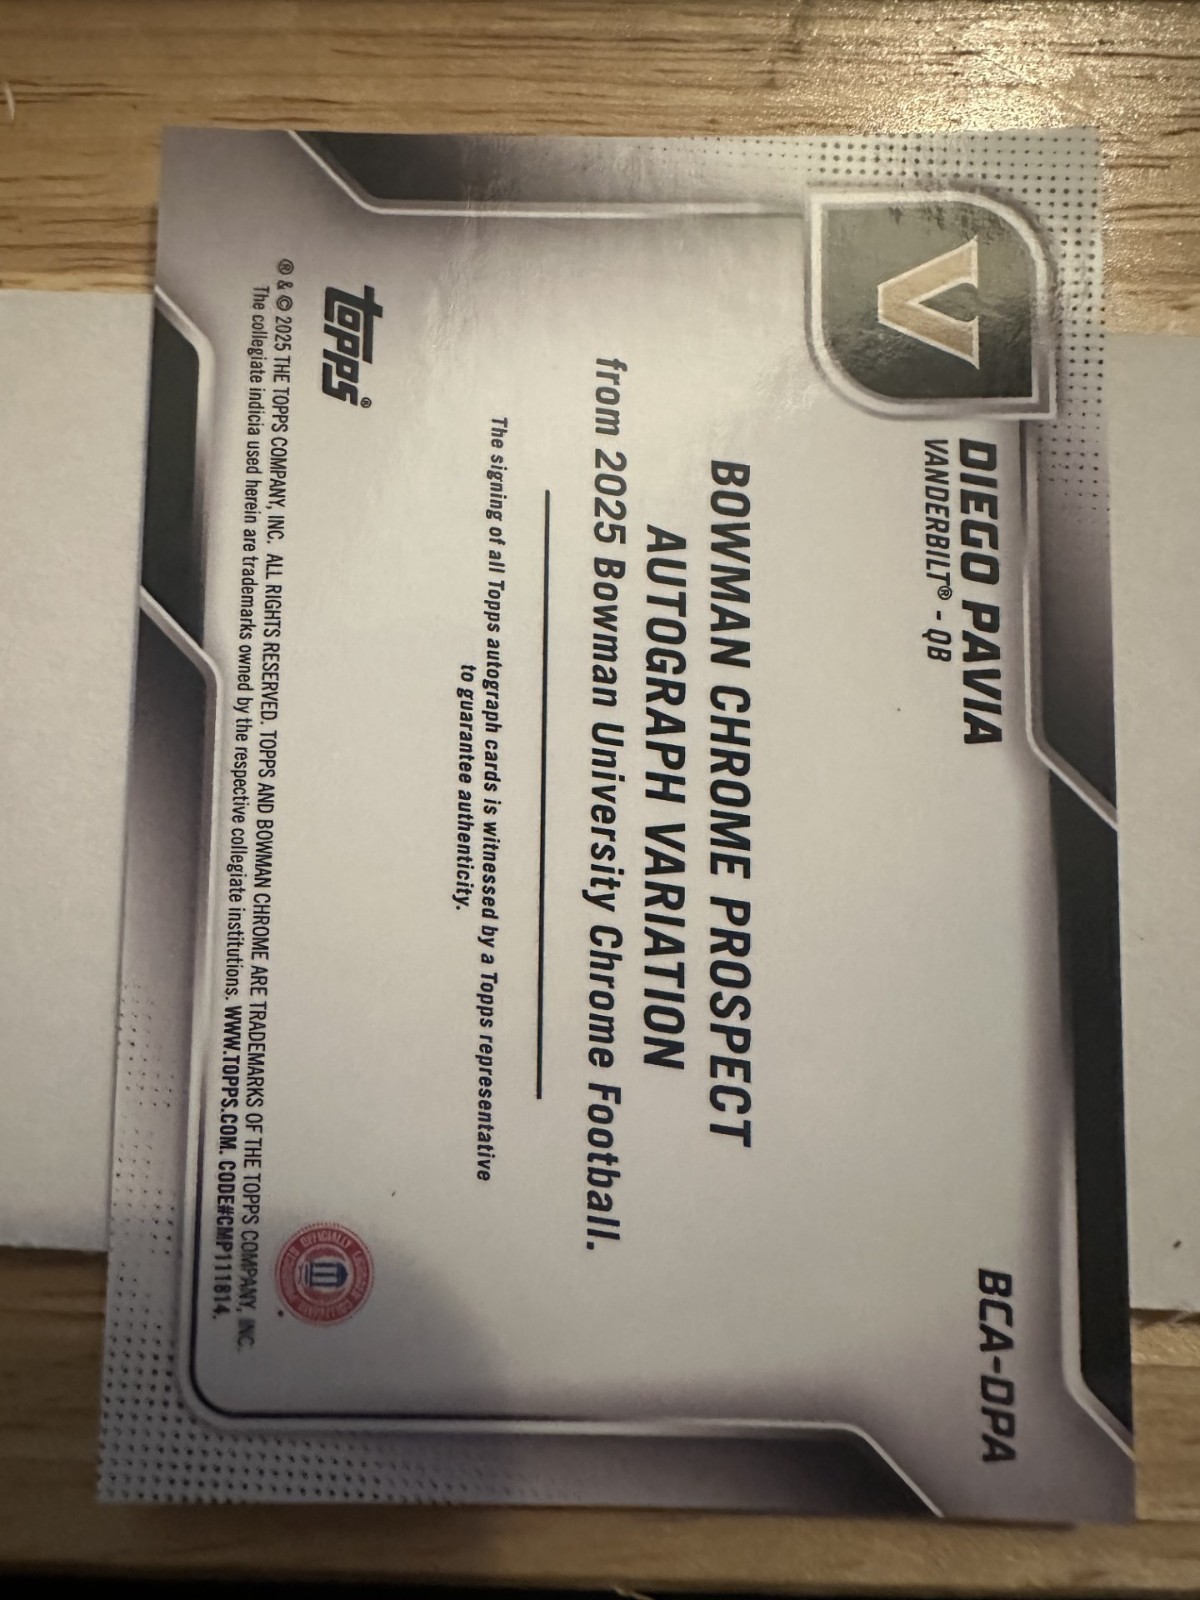 V
DIEGO PAVIA
VANDERBILT® - QB
BCA-DPA
BOWMAN CHROME PROSPECT
AUTOGRAPH VARIATION
from 2025 Bowman University Chrome Football.
The signing of all Topps autograph cards is witnessed by a Topps representative
to guarantee authenticity.
topps®
® & © 2025 THE TOPPS COMPANY, INC. ALL RIGHTS RESERVED. TOPPS AND BOWMAN CHROME ARE TRADEMARKS OF THE TOPPS COMPANY, INC.
The collegiate indicia used herein are trademarks owned by the respective collegiate institutions. WWW.TOPPS.COM. CODE#CMP111814.
OFFICIALLY LICENSED